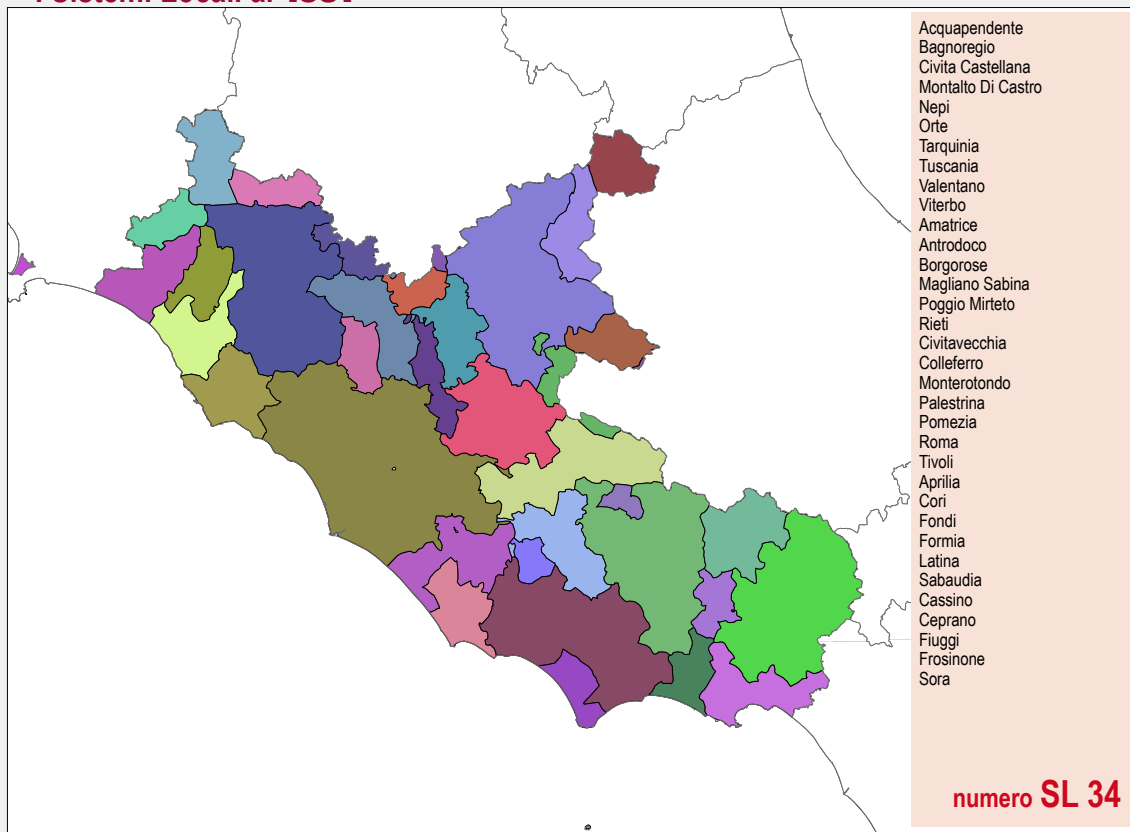 Acquapendente
Bagnoregio
Civita Castellana
Montalto Di Castro
Nepi
Orte
Tarquinia
Tuscania
Valentano
Viterbo
Amatrice
Antrodoco
Borgorose
Magliano Sabina
Poggio Mirteto
Rieti
Civitavecchia
Colleferro
Monterotondo
Palestrina
Pomezia
Roma
Tivoli
Aprilia
Cori
Fondi
Formia
Latina
Sabaudia
Cassino
Ceprano
Fiuggi
Frosinone
Sora
numero SL 34